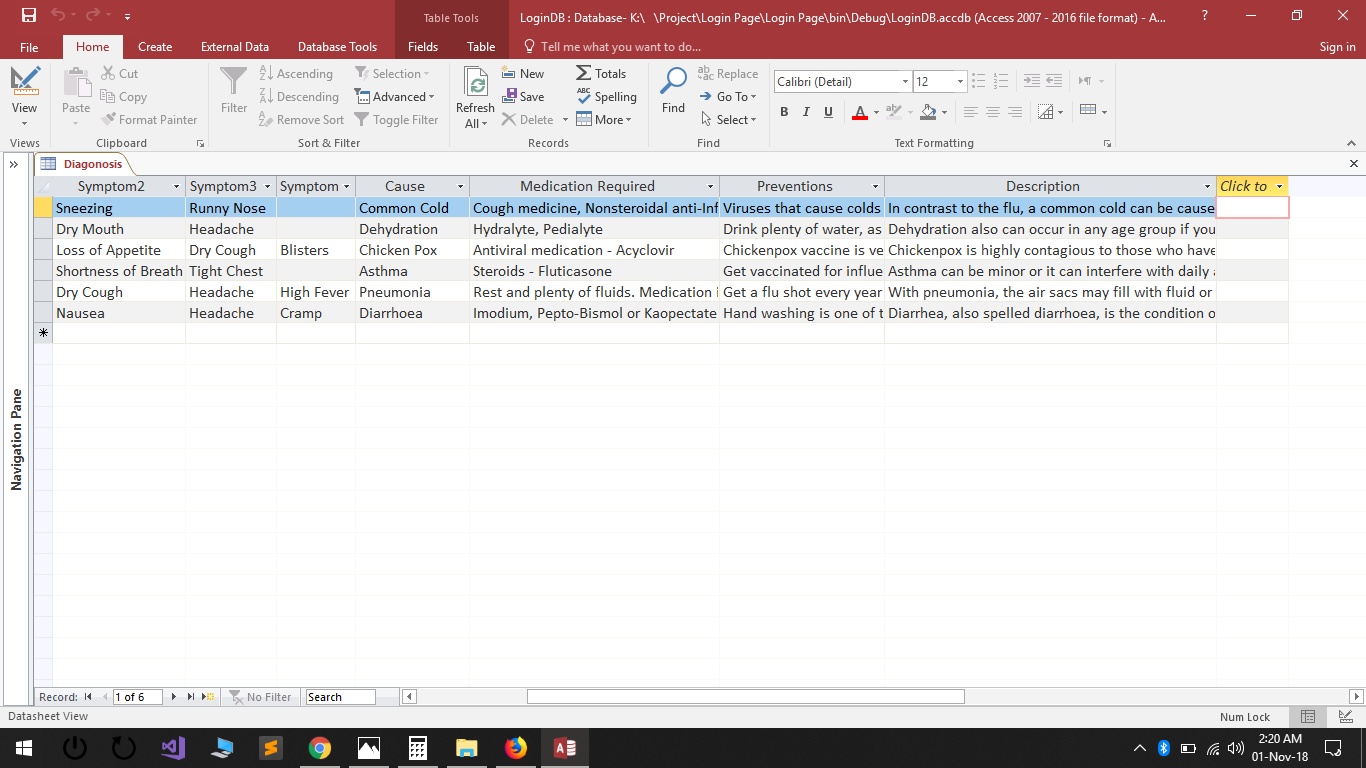 Table Tools
LoginDB : Database- K:\ \Project\Login Page\Login Page\bin\Debug\LoginDB.accdb (Access 2007 - 2016 file format) - A...
?
File Home Create External Data Database Tools Fields Table Tell me what you want to do... Sign in
View
Views
Paste
Cut
Copy
Format Painter
Clipboard
Filter
Ascending
Descending
Remove Sort
Selection
Advanced
Toggle Filter
Sort & Filter
Refresh
All
New
Save
Delete
Totals
Spelling
More
Records
Find
Replace
Go To
Select
Find
Calibri (Detail) 12
B I U A
Text Formatting
Diagonosis
Navigation Pane
Symptom2 Symptom3 Symptom Cause Medication Required Preventions Description Click to
Sneezing Runny Nose Common Cold Cough medicine, Nonsteroidal anti-Inf Viruses that cause colds In contrast to the flu, a common cold can be cause
Dry Mouth Headache Dehydration Hydralyte, Pedialyte Drink plenty of water, as Dehydration also can occur in any age group if you
Loss of Appetite Dry Cough Blisters Chicken Pox Antiviral medication - Acyclovir Chickenpox vaccine is ve Chickenpox is highly contagious to those who have
Shortness of Breath Tight Chest Asthma Steroids - Fluticasone Get vaccinated for influe Asthma can be minor or it can interfere with daily
Dry Cough Headache High Fever Pneumonia Rest and plenty of fluids. Medication i Get a flu shot every year With pneumonia, the air sacs may fill with fluid or
Nausea Headache Cramp Diarrhoea Imodium, Pepto-Bismol or Kaopectate Hand washing is one of t Diarrhea, also spelled diarrhoea, is the condition o
Record: 1 of 6 No Filter Search
Datasheet View Num Lock
2:20 AM
01-Nov-18